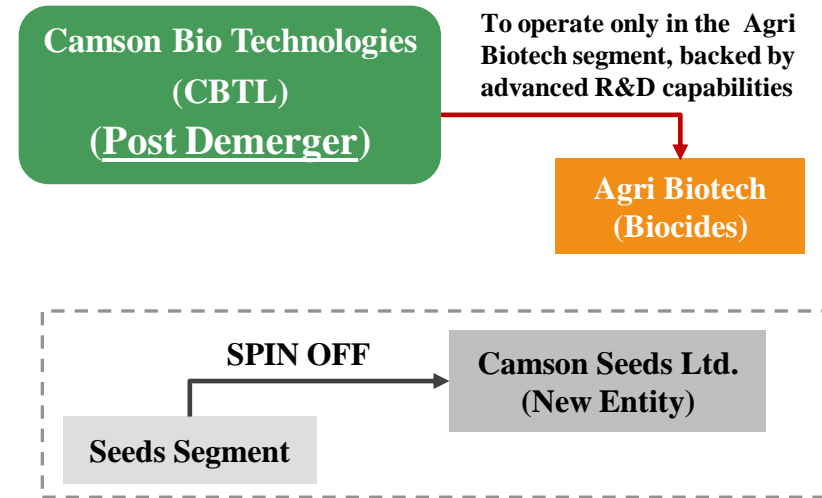 Camson Bio Technologies
(CBTL)
(Post Demerger)
To operate only in the Agri
Biotech segment, backed by
advanced R&D capabilities
Agri Biotech
(Biocides)
SPIN OFF
Camson Seeds Ltd.
(New Entity)
Seeds Segment